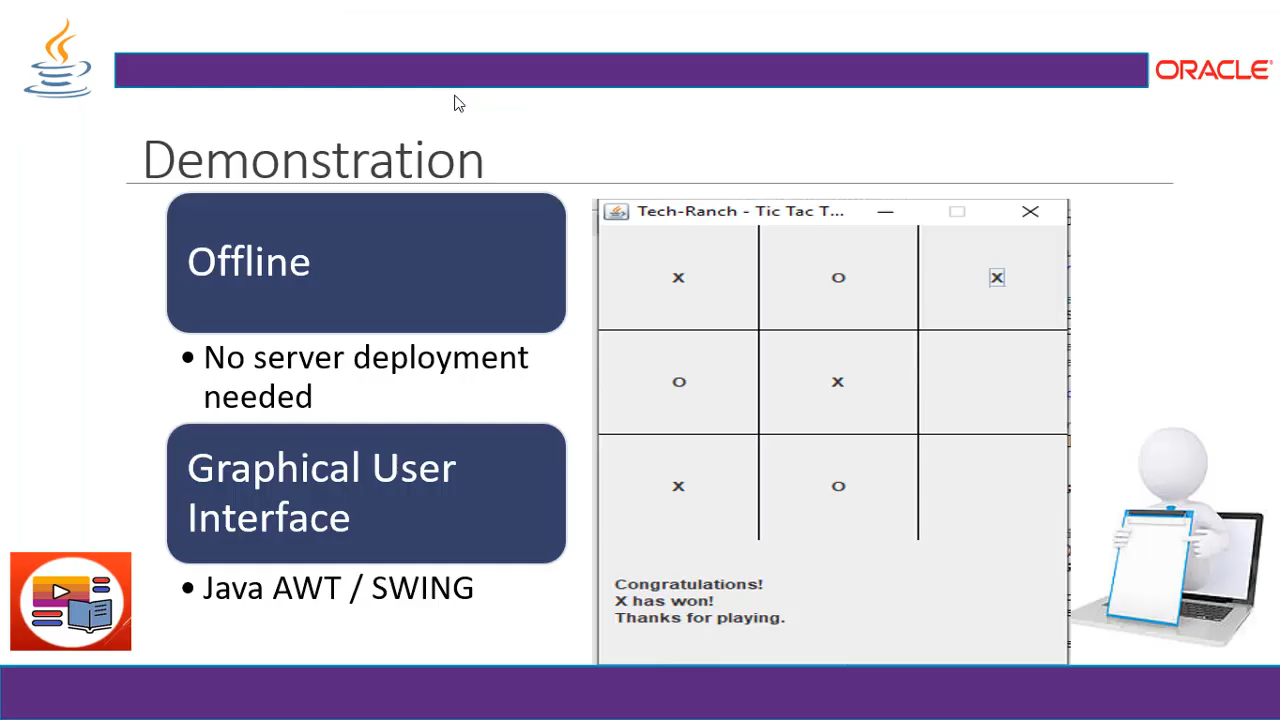 ORACLE
Demonstration
Offline
• No server deployment
needed
Graphical User
Interface
• Java AWT / SWING
Tech-Ranch - Tic Tac T...
X O X
O X
X O
Congratulations!
X has won!
Thanks for playing.